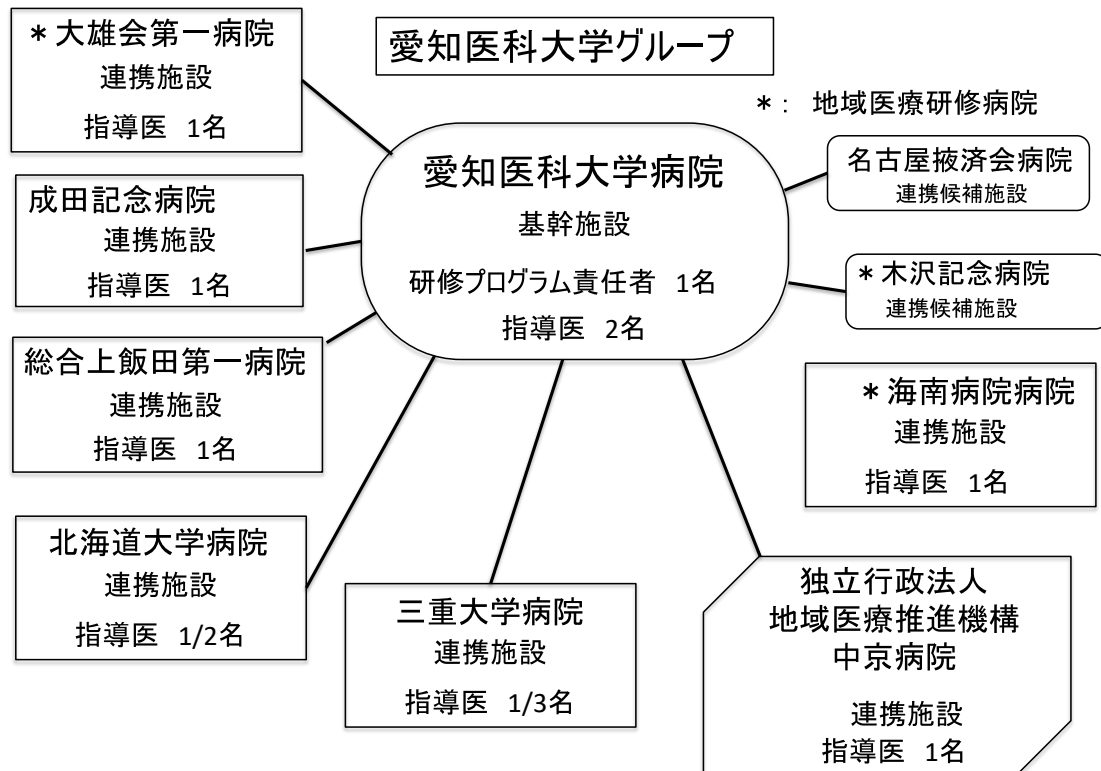 愛知医科大学グループ
*： 地域医療研修病院
*大雄会第一病院
連携施設
指導医 1名
成田記念病院
連携施設
指導医 1名
総合上飯田第一病院
連携施設
指導医 1名
北海道大学病院
連携施設
指導医 1/2名
愛知医科大学病院
基幹施設
研修プログラム責任者 1名
指導医 2名
三重大学病院
連携施設
指導医 1/3名
名古屋掖済会病院
連携候補施設
*木沢記念病院
連携候補施設
*海南病院病院
連携施設
指導医 1名
独立行政法人
地域医療推進機構
中京病院
連携施設
指導医 1名